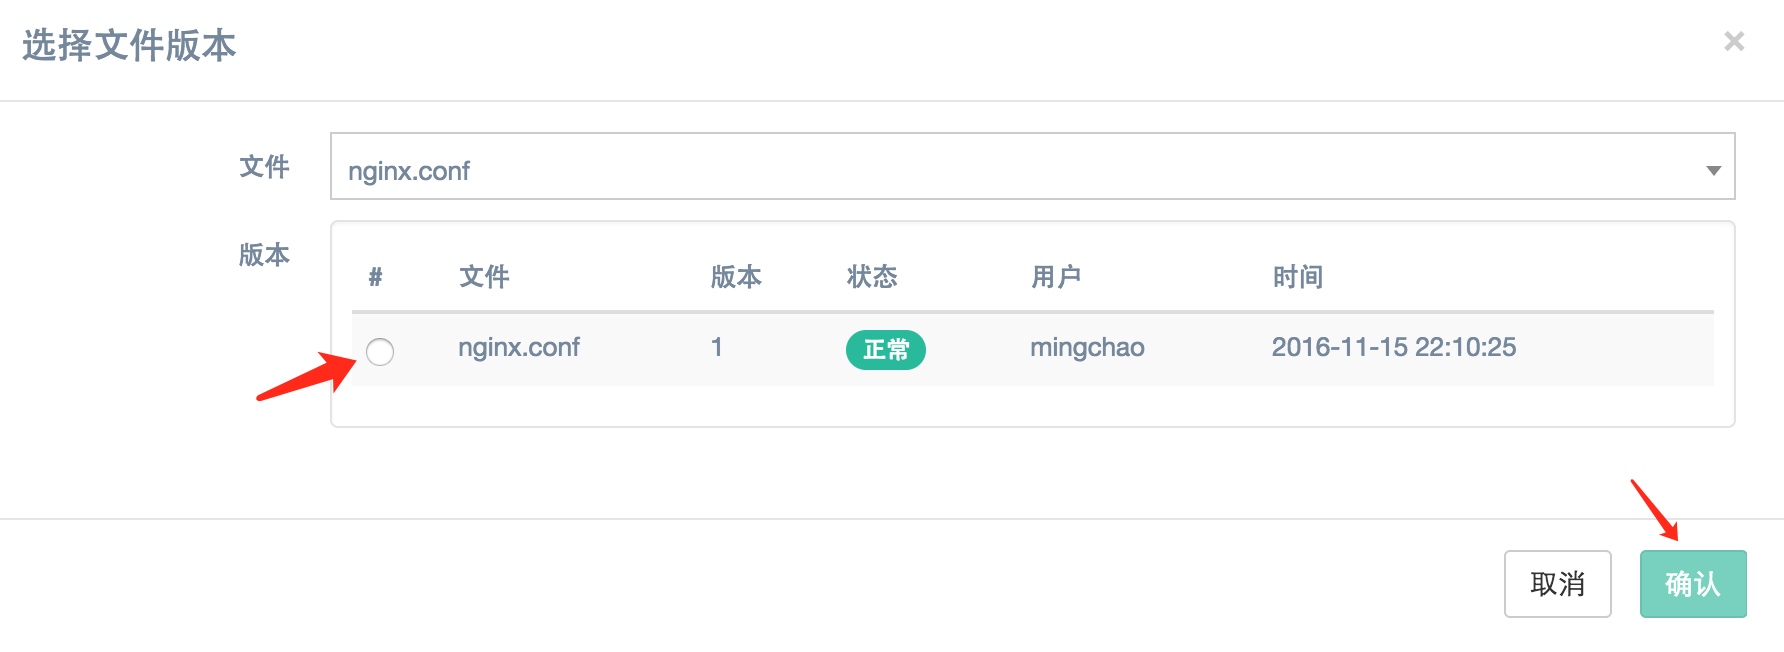 选择文件版本 ×
文件 nginx.conf
版本
# 文件 版本 状态 用户 时间
nginx.conf 1 正常 mingchao 2016-11-15 22:10:25
取消 确认